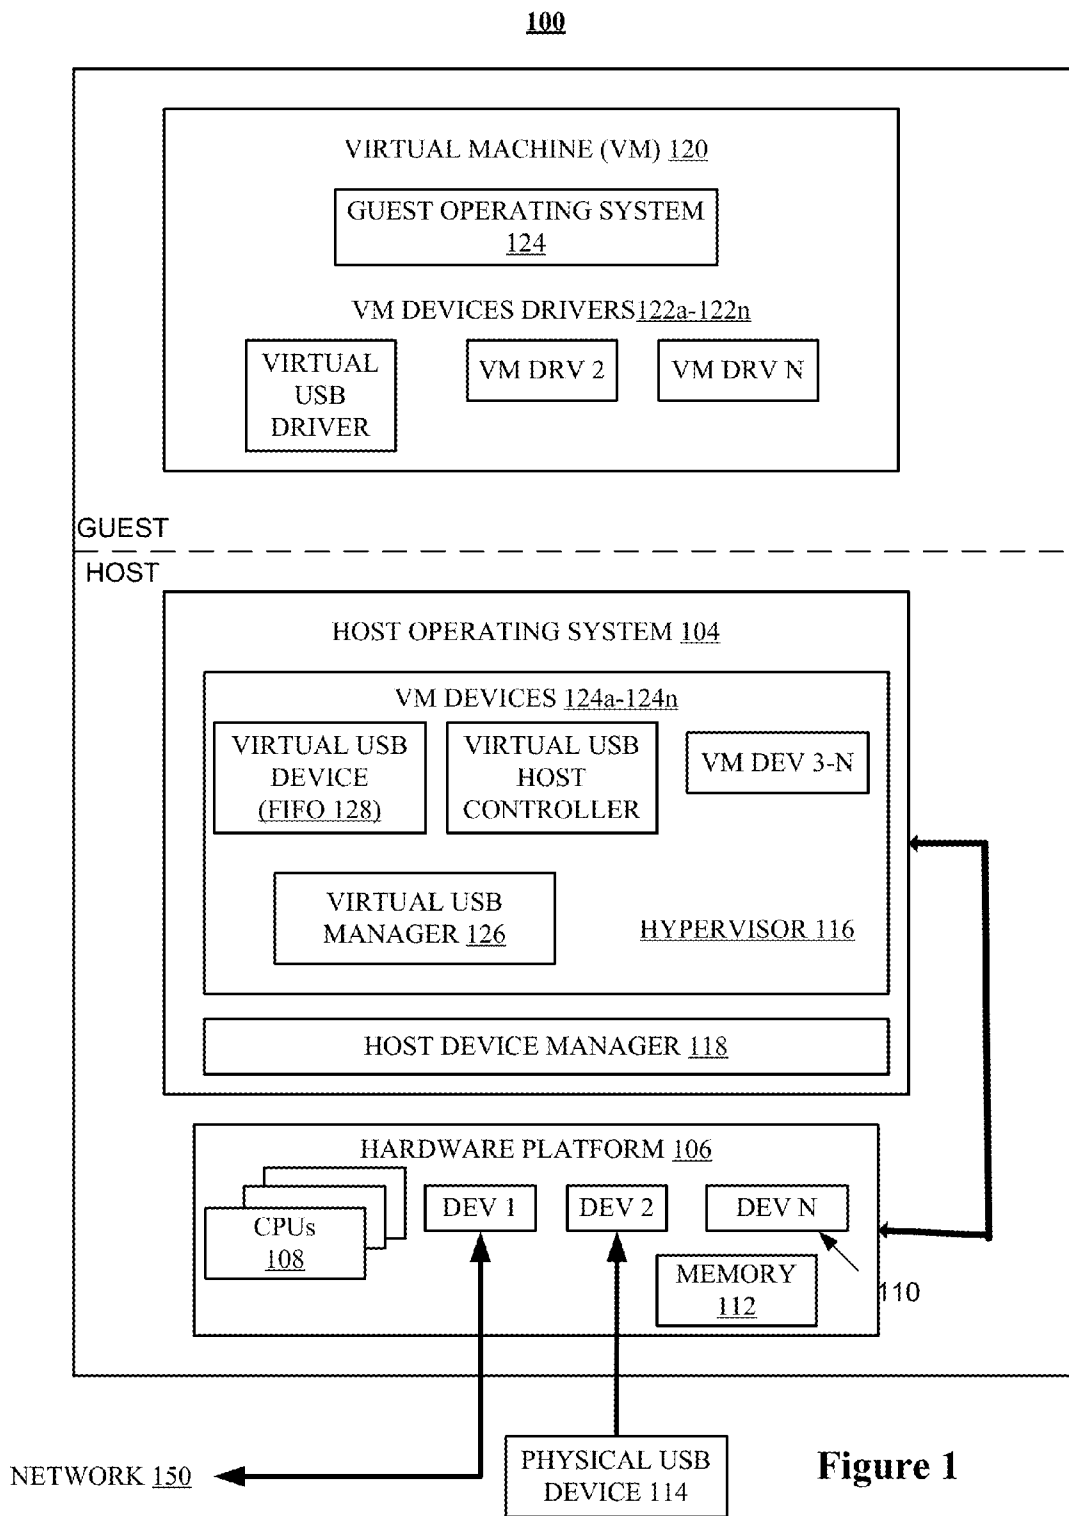 100
VIRTUAL MACHINE (VM) 120
GUEST OPERATING SYSTEM
124
VM DEVICES DRIVERS122a-122n
VIRTUAL
USB
DRIVER
VM DRV 2
VM DRV N
GUEST
HOST
HOST OPERATING SYSTEM 104
VM DEVICES 124a-124n
VIRTUAL USB
DEVICE
(FIFO 128)
VIRTUAL USB
HOST
CONTROLLER
VM DEV 3-N
VIRTUAL USB
MANAGER 126
HYPERVISOR 116
HOST DEVICE MANAGER 118
HARDWARE PLATFORM 106
CPUs
108
DEV 1
DEV 2
DEV N
MEMORY
112
110
NETWORK 150
PHYSICAL USB
DEVICE 114
Figure 1